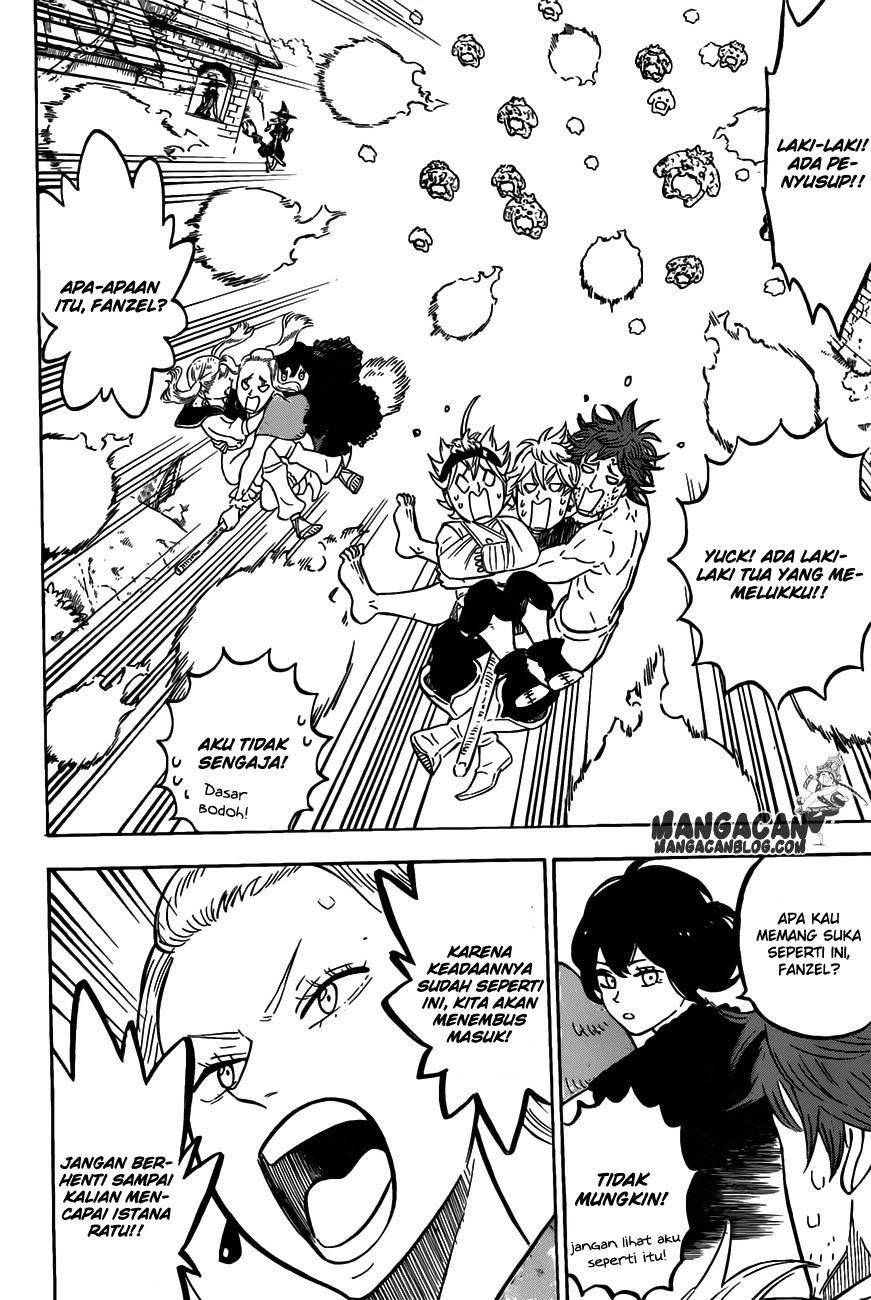 LAKI-LAKI!
ADA PE-
NYUSUP!!
APA-APAAN
ITU, FANZEL?
YUCK! ADA LAKI-
LAKI TUA YANG ME-
MELUKKU!!
AKU TIDAK
SENGAJA!
Dasar
Bodoh!
MANGACAN
MANGACANBLOG.COM
APA KAU
MEMANG SUKA
SEPERTI INI,
FANZEL?
TIDAK
MUNGKIN!
jangan lihat aku
seperti itu!
KARENA
KEADAANNYA
SUDAH SEPERTI
INI, KITA AKAN
MENEMBUS
MASUK!
JANGAN BER-
HENTI SAMPAI
KALIAN MEN-
CAPAI ISTANA
RATU!!